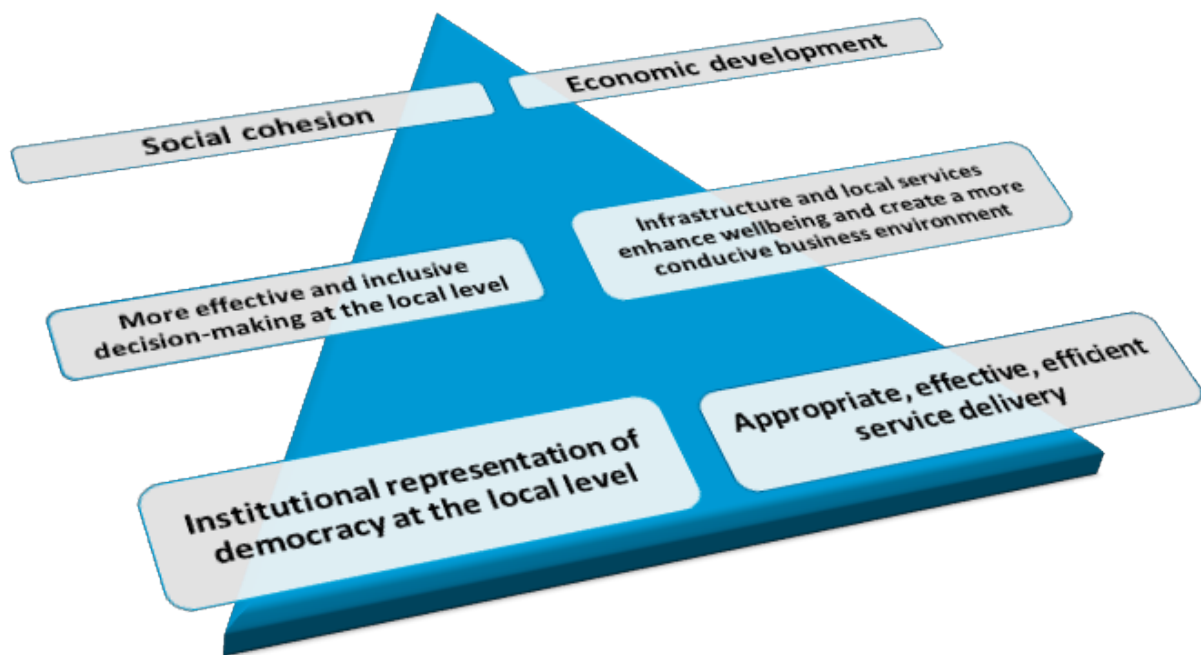 Social cohesion
Economic development
More effective and inclusive
decision-making at the local level
Infrastructure and local services
enhance wellbeing and create a more
conducive business environment
Institutional representation of
democracy at the local level
Appropriate, effective, efficient
service delivery